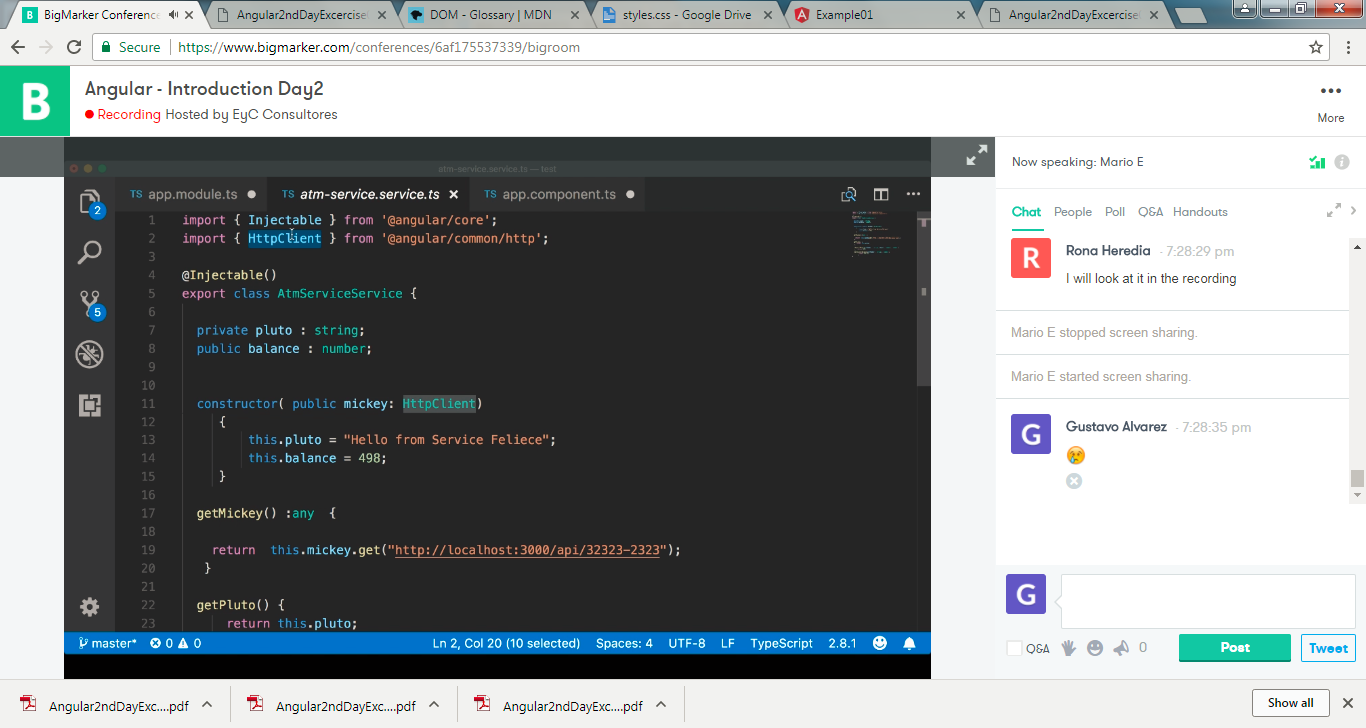 BigMarker Conference
Angular2ndDayExcercise
DOM - Glossary | MDN
styles.css - Google Drive
Example01
Angular2ndDayExcercise
Secure
https://www.bigmarker.com/conferences/6af175537339/bigroom
B
Angular - Introduction Day2
Recording Hosted by EyC Consultores
More
atm-service.service.ts — test
Now speaking: Mario E
TS app.module.ts
TS atm-service.service.ts
TS app.component.ts
2
5
1 import { Injectable } from '@angular/core';
2 import { HttpClient } from '@angular/common/http';
3
4 @Injectable()
5 export class AtmServiceService {
6
7 private pluto : string;
8 public balance : number;
9
10
11 constructor( public mickey: HttpClient)
12 {
13 this.pluto = "Hello from Service Feliece";
14 this.balance = 498;
15 }
16
17 getMickey() :any {
18
19 return this.mickey.get("http://localhost:3000/api/32323-2323");
20 }
21
22 getPluto() {
23 return this.pluto;
master* 0 0
Ln 2, Col 20 (10 selected) Spaces: 4 UTF-8 LF TypeScript 2.8.1
Chat People Poll Q&A Handouts
R
Rona Heredia - 7:28:29 pm
I will look at it in the recording
Mario E stopped screen sharing.
Mario E started screen sharing.
G
Gustavo Alvarez - 7:28:35 pm
G
Q&A 0
Post
Tweet
Angular2ndDayExc....pdf
Angular2ndDayExc....pdf
Angular2ndDayExc....pdf
Show all